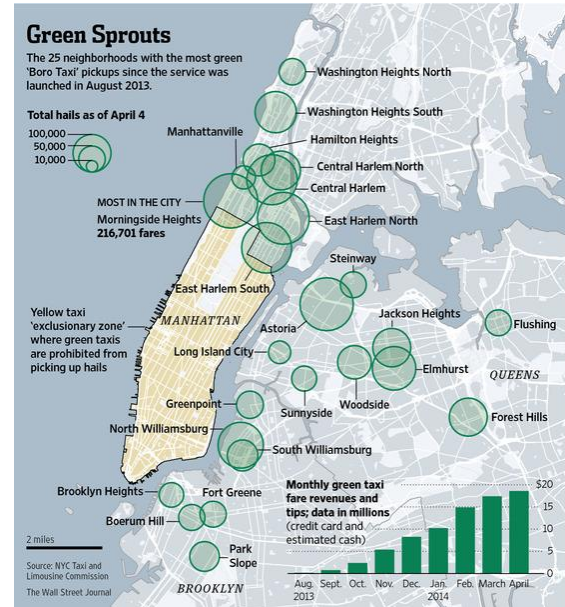 Green Sprouts
The 25 neighborhoods with the most green
'Boro Taxi' pickups since the service was
launched in August 2013.
Total hails as of April 4
100,000
50,000
10,000
Washington Heights North
Washington Heights South
Manhattanville
Hamilton Heights
Central Harlem North
Central Harlem
MOST IN THE CITY
Morningside Heights
216,701 fares
East Harlem North
Steinway
East Harlem South
Yellow taxi
'exclusionary zone'
where green taxis
are prohibited from
picking up hails
MANHATTAN
Astoria
Jackson Heights
Flushing
Long Island City
Elmhurst
QUEENS
Greenpoint
Sunnyside
Woodside
Forest Hills
North Williamsburg
South Williamsburg
Brooklyn Heights
Fort Greene
Boerum Hill
Park
Slope
BROOKLYN
2 miles
Source: NYC Taxi and
Limousine Commission
The Wall Street Journal
Monthly green taxi
fare revenues and
tips; data in millions
(credit card and
estimated cash)
$20
15
10
5
0
Aug. Sept. Oct. Nov. Dec. Jan. Feb. March April
2013 2014